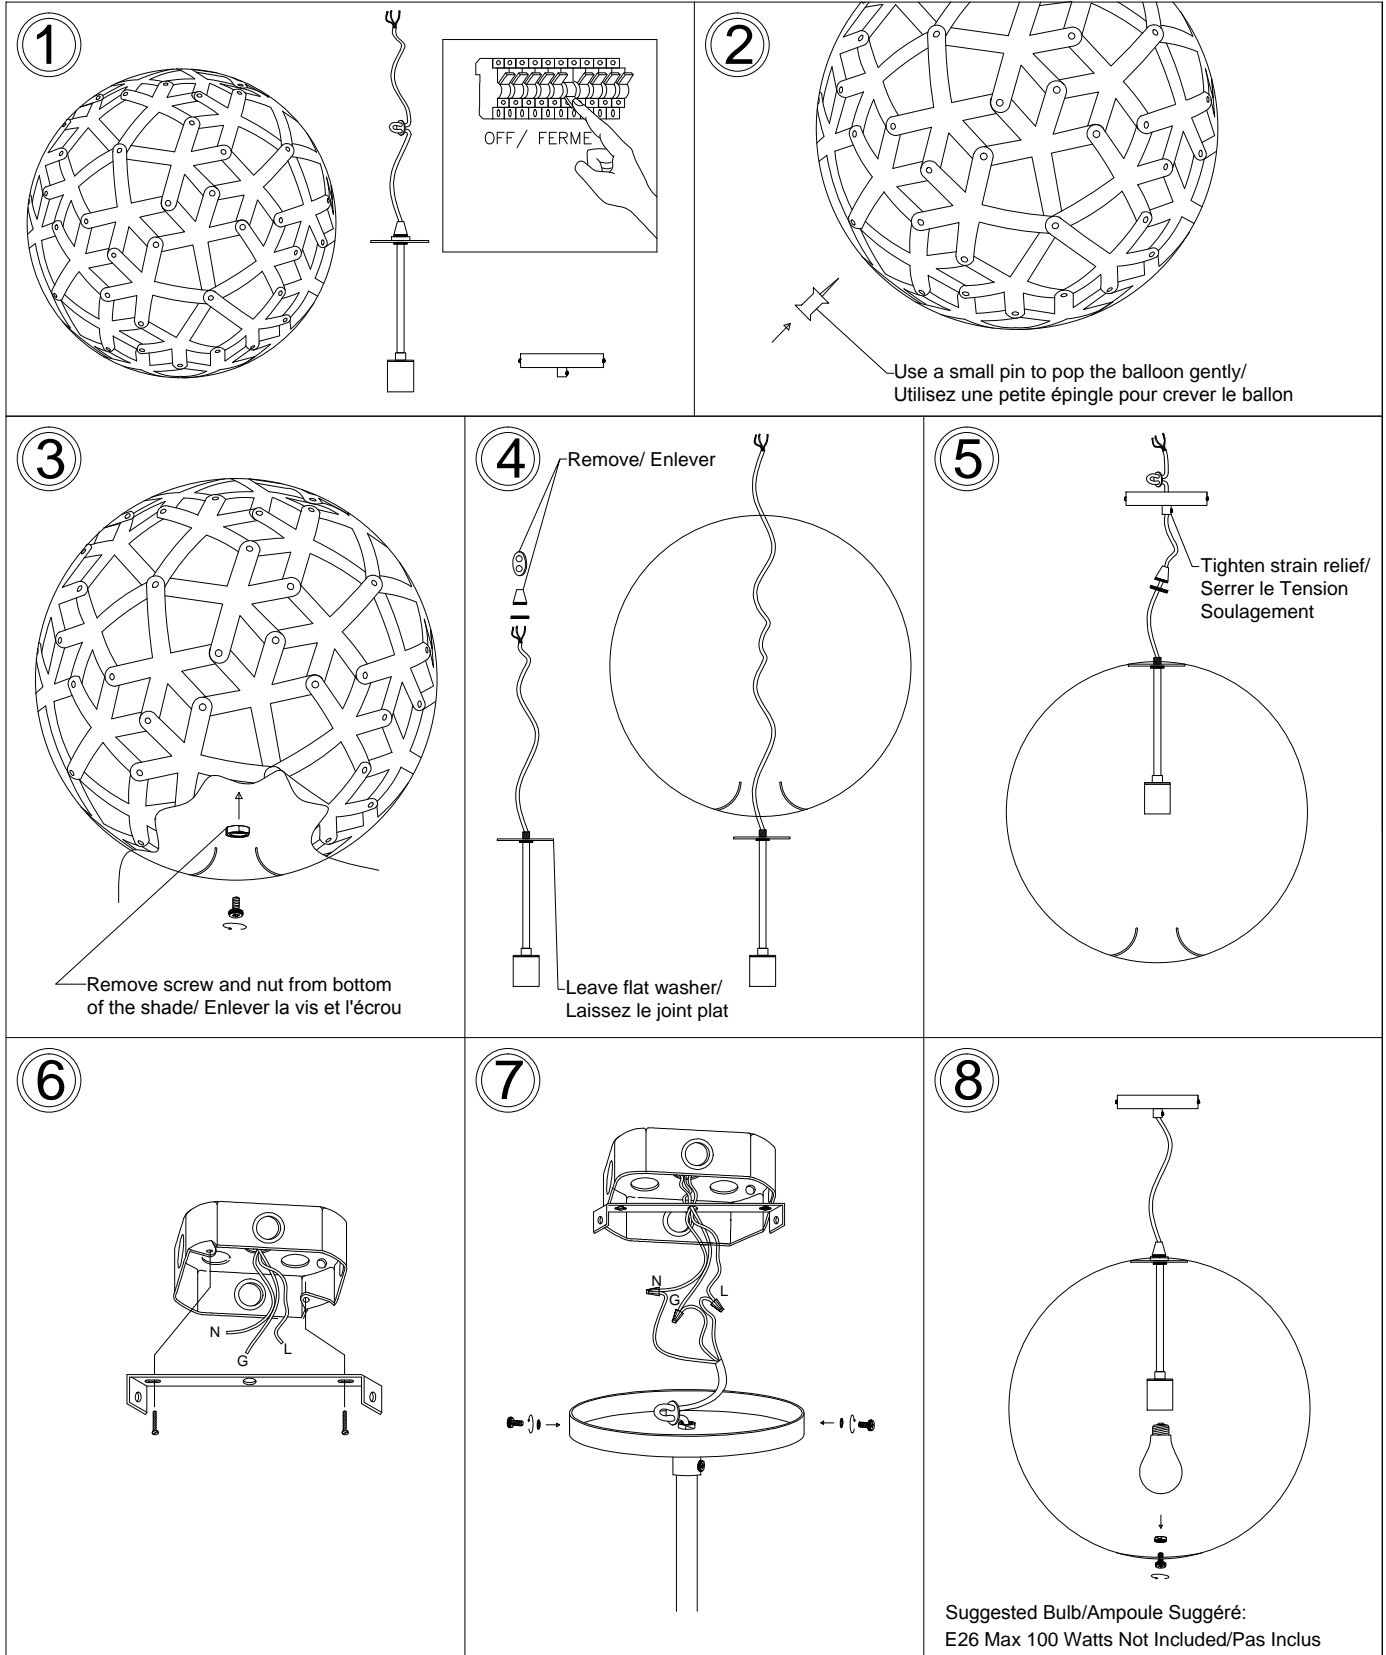 1
OFF/ FERME
2
Use a small pin to pop the balloon gently/
Utilisez une petite épingle pour crever le ballon
3
Remove screw and nut from bottom
of the shade/ Enlever la vis et l'écrou
4
Remove/ Enlever
Leave flat washer/
Laissez le joint plat
5
Tighten strain relief/
Serrer le Tension
Soulagement
6
N
G
L
7
N
G
L
8
Suggested Bulb/Ampoule Suggéré:
E26 Max 100 Watts Not Included/Pas Inclus